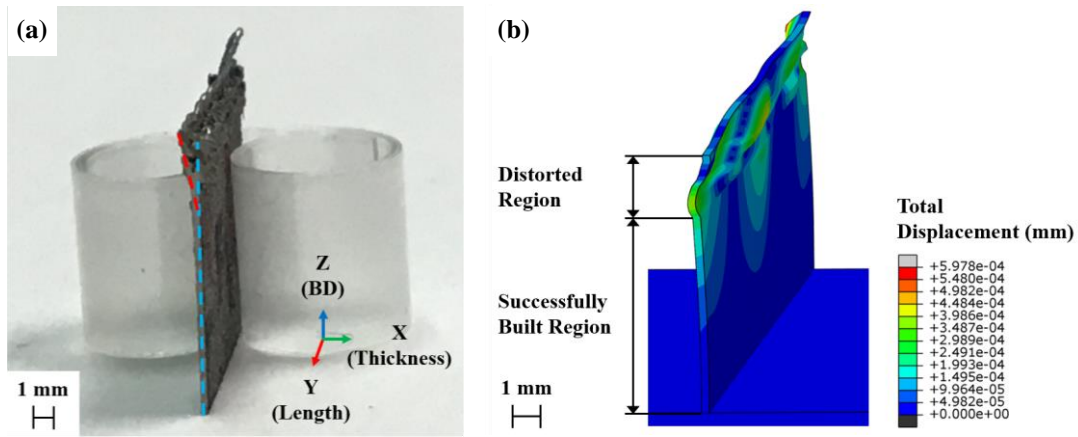 (a)
Z
(BD)
X
(Thickness)
Y
(Length)
1 mm
(b)
Distorted
Region
Successfully
Built Region
1 mm
Total
Displacement (mm)
+5.978e-04
+5.480e-04
+4.982e-04
+4.484e-04
+3.986e-04
+3.487e-04
+2.989e-04
+2.491e-04
+1.993e-04
+1.495e-04
+9.964e-05
+4.982e-05
+0.000e+00